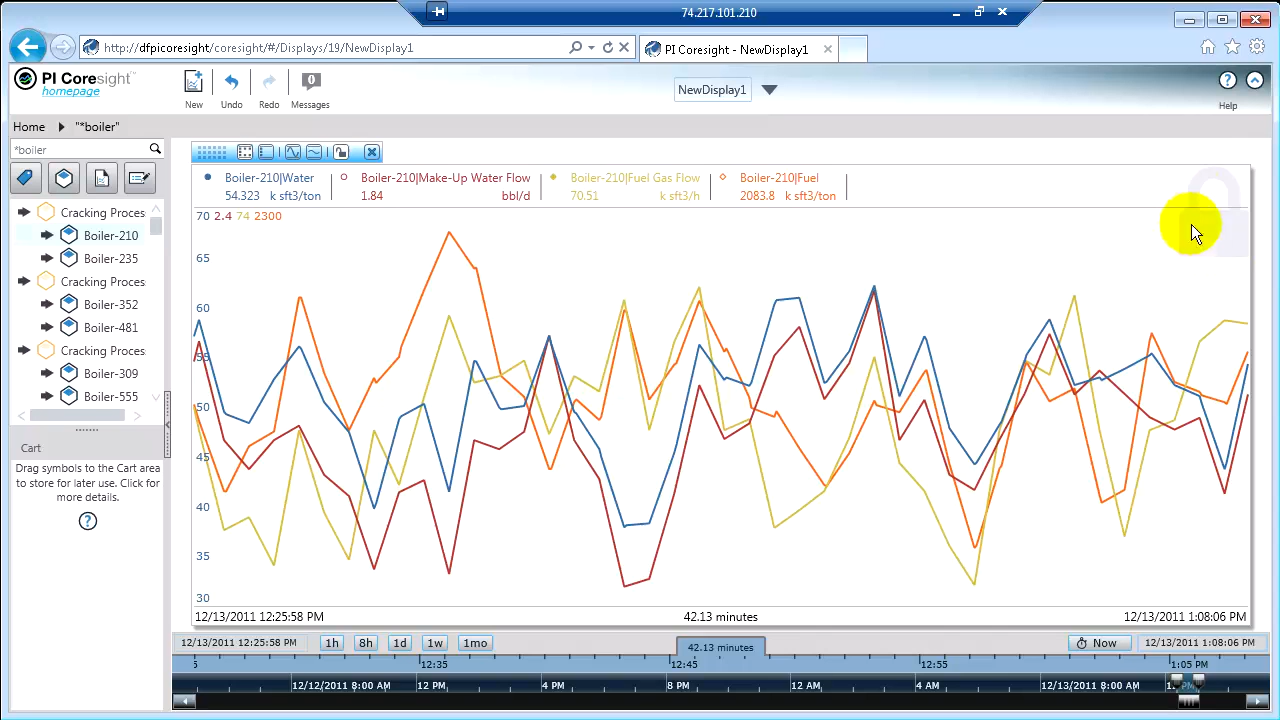 74.217.101.210
http://dfpicoresight/coresight/#/Displays/19/NewDisplay1
PI Coresight - NewDisplay1
PI Coresight™
homepage
New
Undo
Redo
0
Messages
NewDisplay1
Help
Home
"*boiler"
*boiler
Cracking Proces
Boiler-210
Boiler-235
Cracking Proces
Boiler-352
Boiler-481
Cracking Proces
Boiler-309
Boiler-555
Cart
Drag symbols to the Cart area
to store for later use. Click for
more details.
Boiler-210|Water
54.323 k sft3/ton
Boiler-210|Make-Up Water Flow
1.84 bbl/d
Boiler-210|Fuel Gas Flow
70.51 k sft3/h
Boiler-210|Fuel
2083.8 k sft3/ton
70 2.4 74 2300
65
60
55
50
45
40
35
30
12/13/2011 12:25:58 PM 42.13 minutes 12/13/2011 1:08:06 PM
12/13/2011 12:25:58 PM 1h 8h 1d 1w 1mo 42.13 minutes Now 12/13/2011 1:08:06 PM
12:35 12:45 12:55 1:05 PM
12/12/2011 8:00 AM 12 PM 4 PM 8 PM 12 AM 4 AM 12/13/2011 8:00 AM